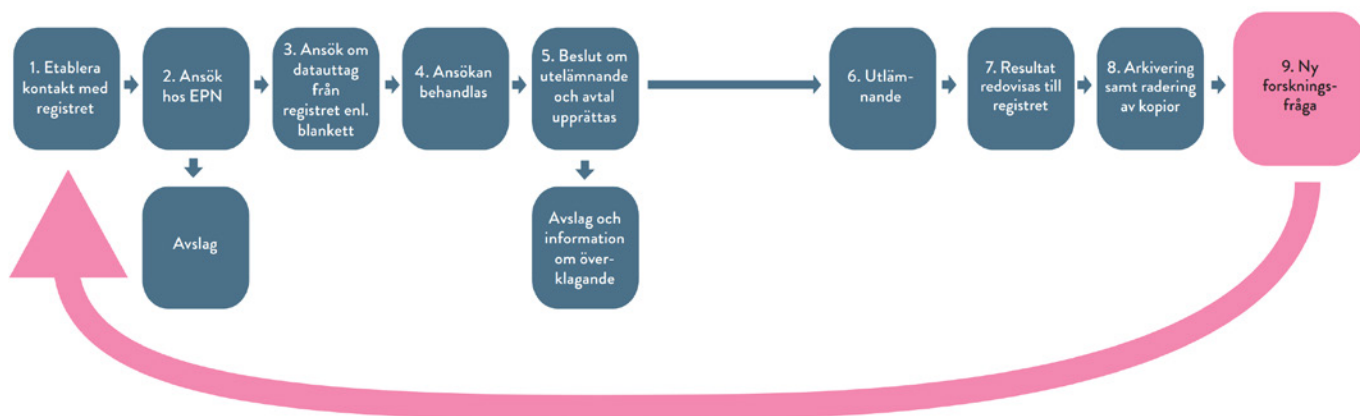 1. Etablera
kontakt med
registret
2. Ansök
hos EPN
3. Ansök om
datauttag
från
registret enl.
blankett
4. Ansökan
behandlas
5. Beslut om
utelämnande
och avtal
upprättas
6. Utläm-
nande
7. Resultat
redovisas till
registret
8. Arkivering
samt radering
av kopior
9. Ny
forsknings-
fråga
Avslag
Avslag och
information
om över-
klagande